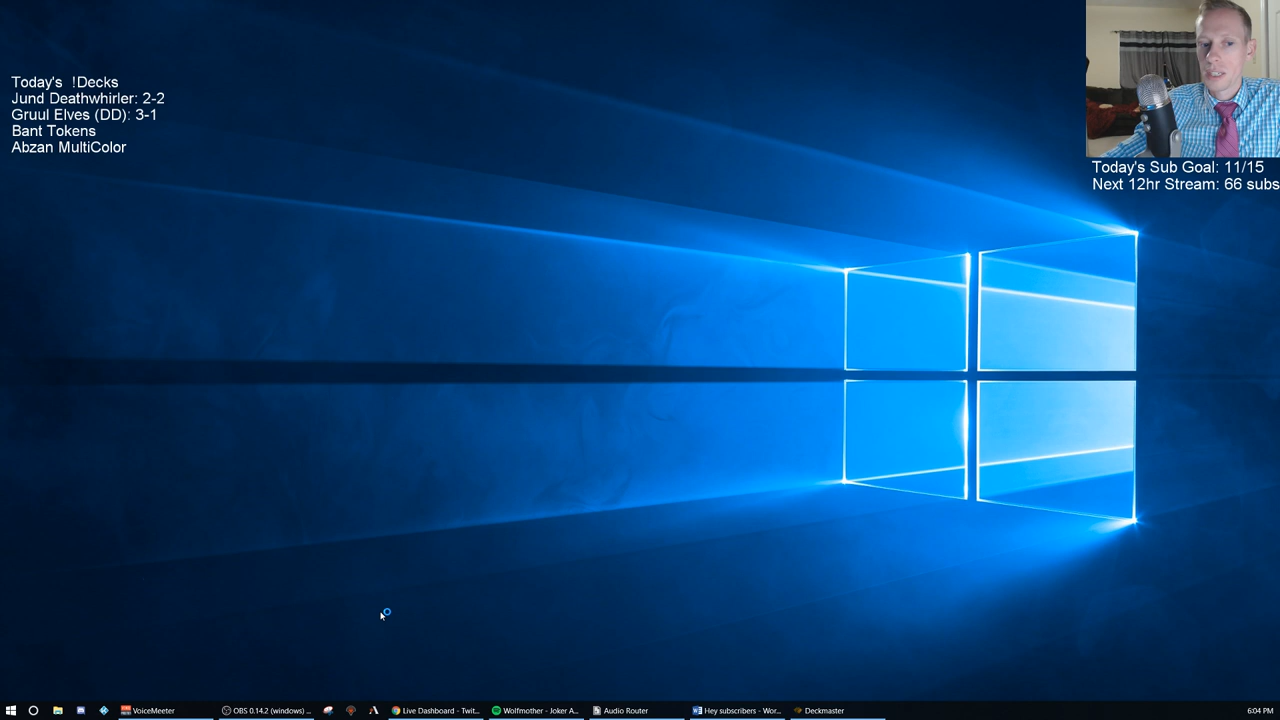 Today's !Decks
Jund Deathwhirler: 2-2
Gruul Elves (DD): 3-1
Bant Tokens
Abzan MultiColor
Today's Sub Goal: 11/15
Next 12hr Stream: 66 subs
VoiceMeeter
OBS 0.14.2 (windows) ...
Live Dashboard - Twit...
Wolfmother - Joker A...
Audio Router
Hey subscribers - Wor...
Deckmaster
6:04 PM